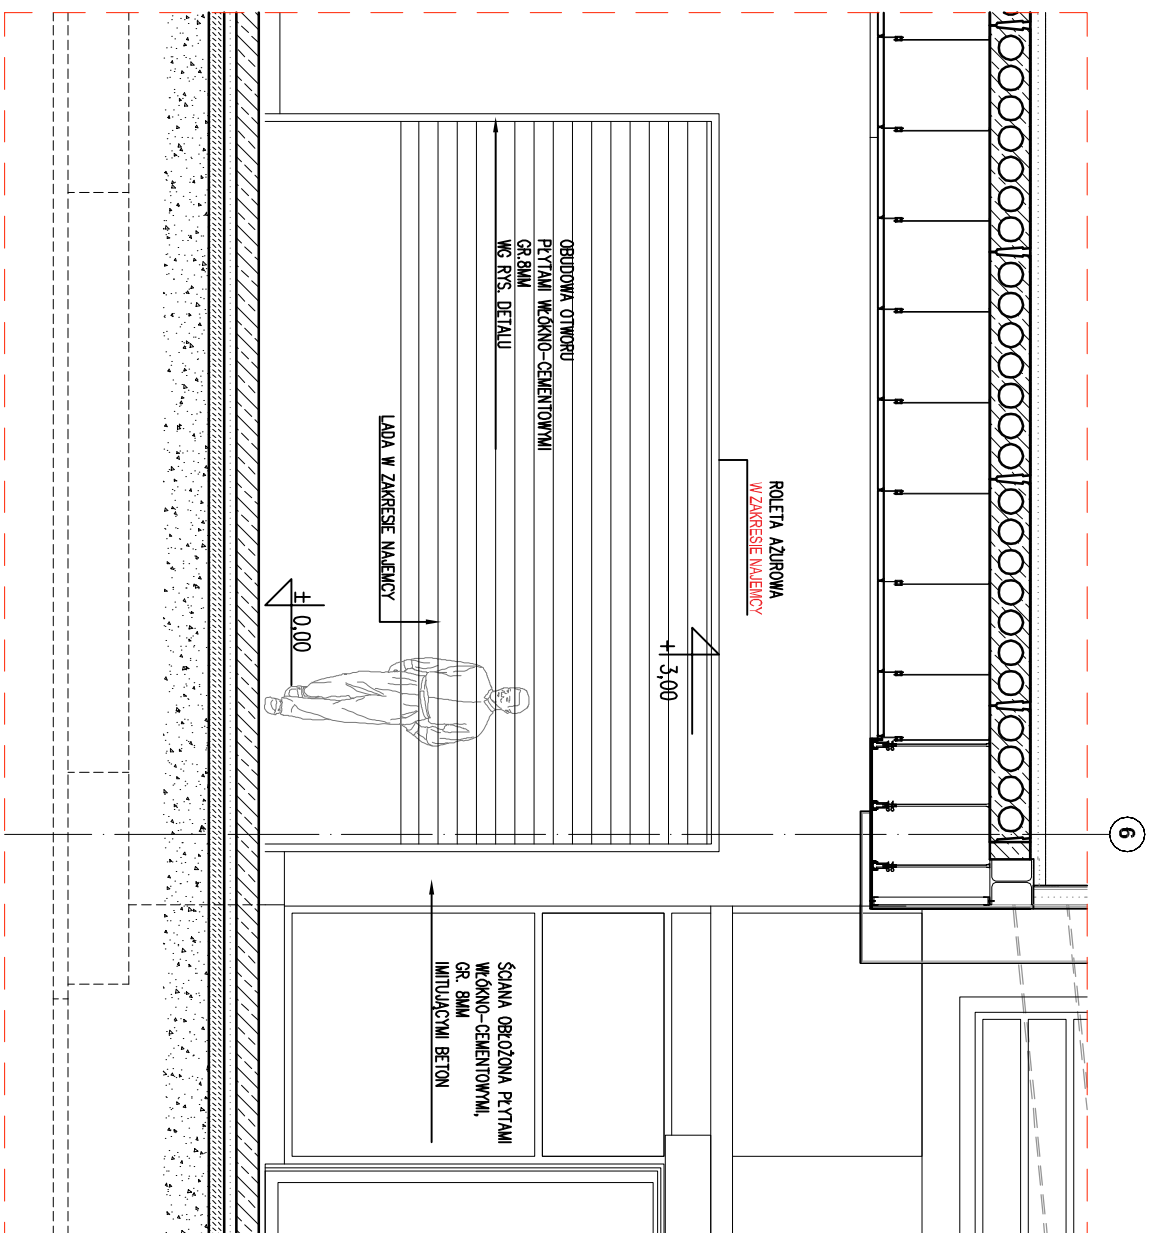 6
ROLETA AŻUROWA
W ZAKRESIE NAJEMCY
+ 3,00
OBUDOWA OTWORU
PŁYTAMI WŁÓKNO-CEMENTOWYMI
GR.8MM
WG RYS. DETALU
ŚCIANA OBŁOŻONA PŁYTAMI
WŁÓKNO-CEMENTOWYMI,
GR. 8MM
IMITUJĄCYMI BETON
LADA W ZAKRESIE NAJEMCY
± 0,00